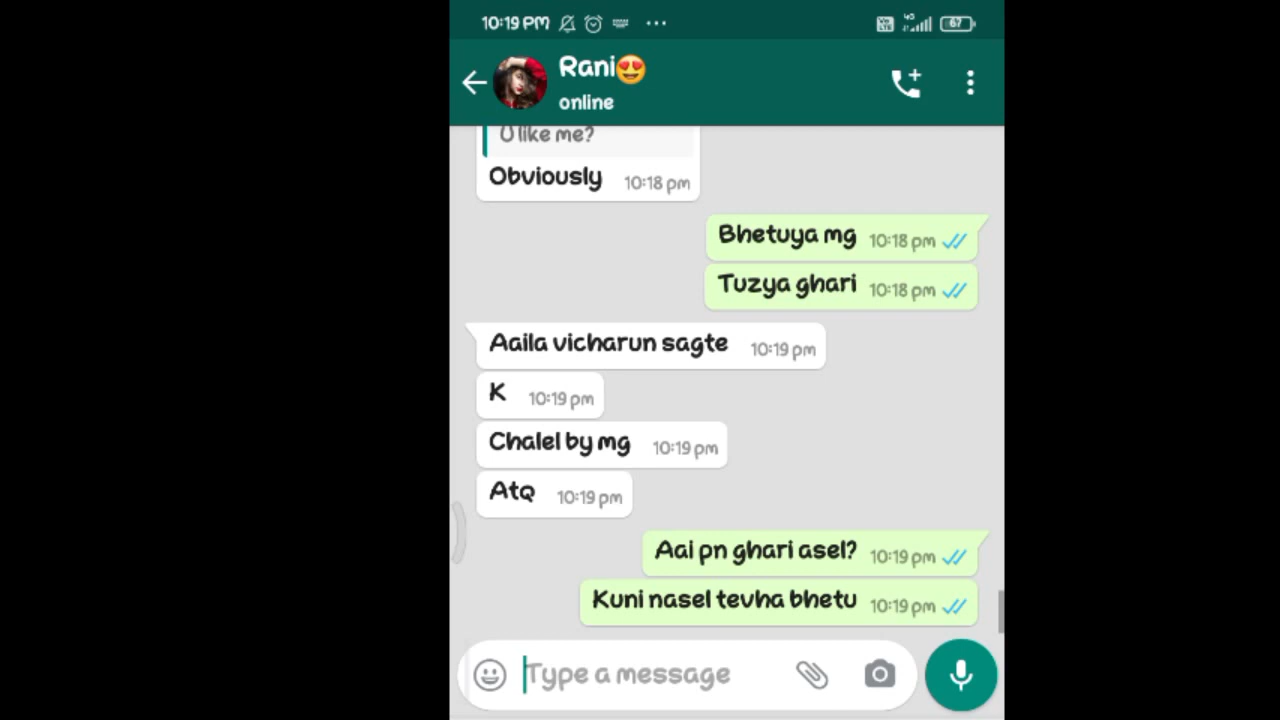 10:19 PM
4G
67
Rani😍
online
U like me?
Obviously 10:18 pm
Bhetuya mg 10:18 pm
Tuzya ghari 10:18 pm
Aaila vicharun sagte 10:19 pm
K 10:19 pm
Chalel by mg 10:19 pm
Atq 10:19 pm
Aai pn ghari asel? 10:19 pm
Kuni nasel tevha bhetu 10:19 pm
Type a message